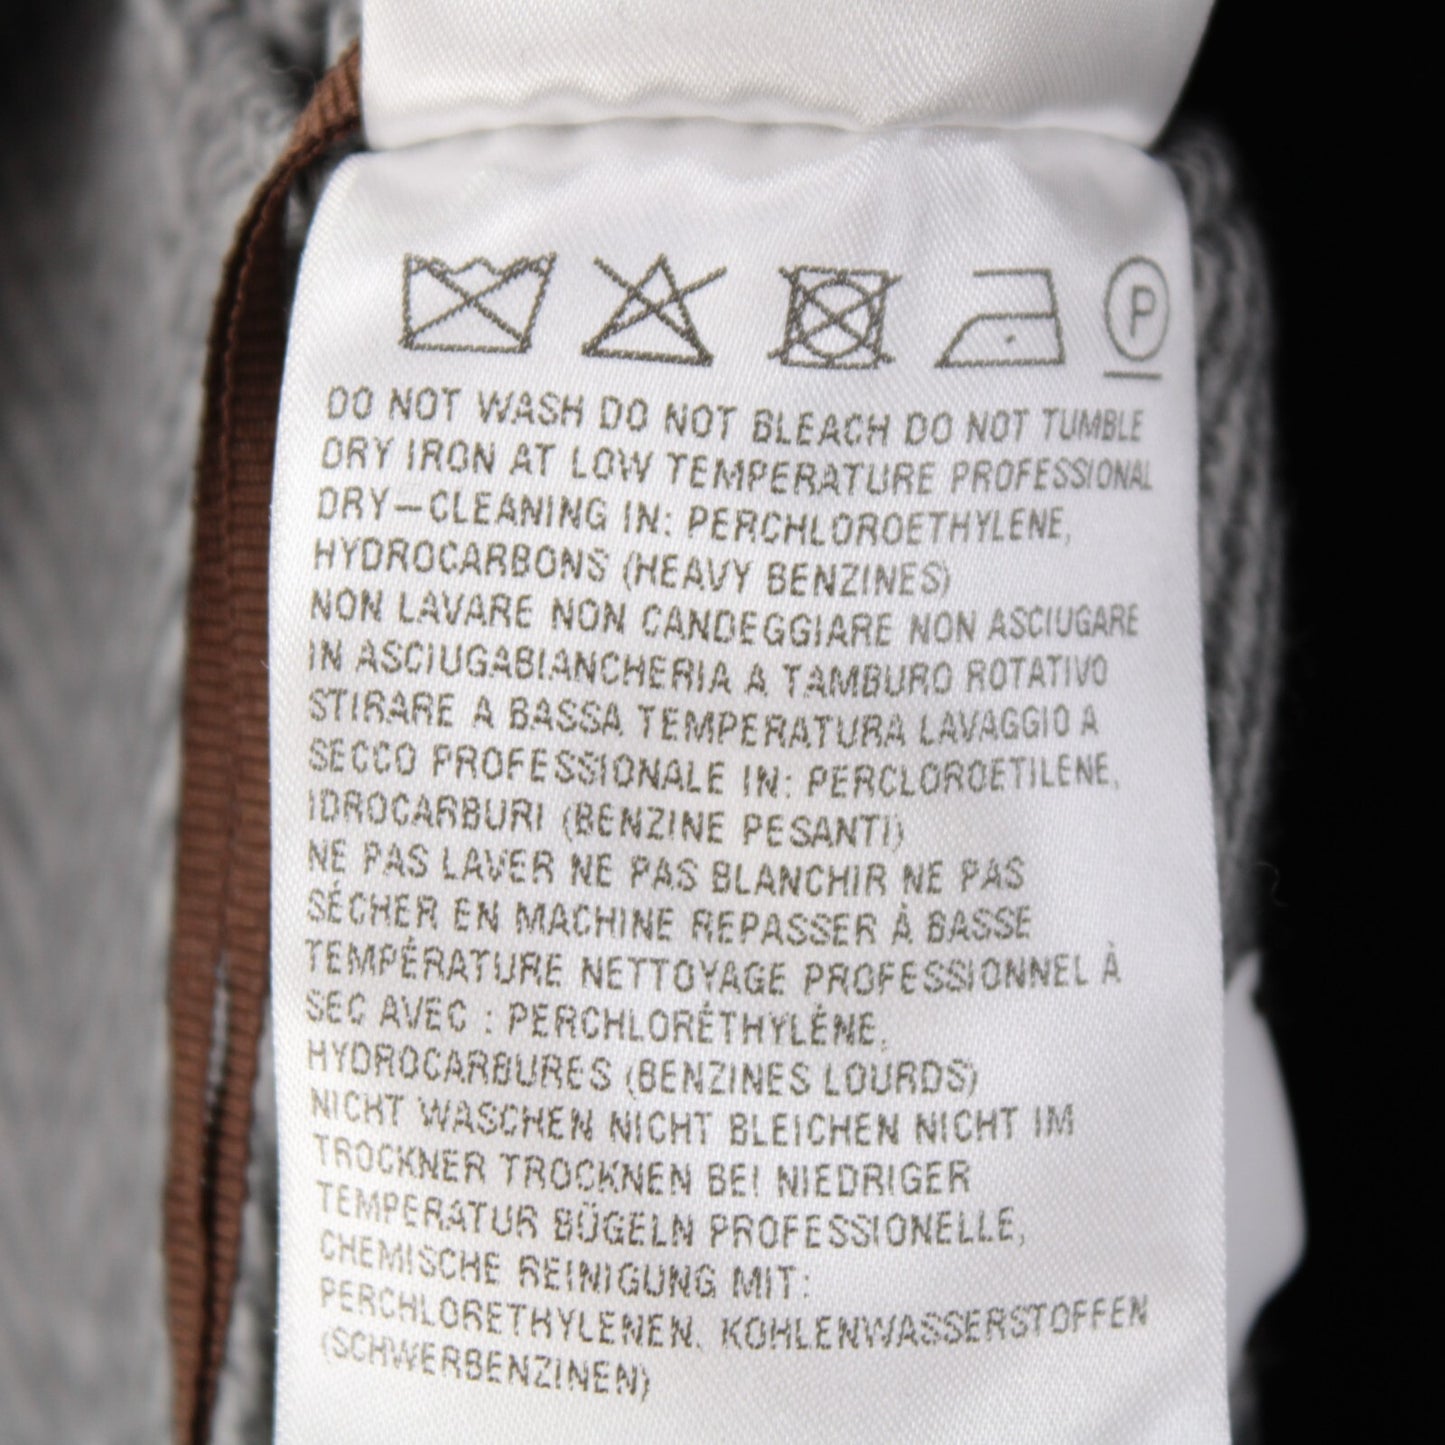 P
DO NOT WASH DO NOT BLEACH DO NOT TUMBLE
DRY IRON AT LOW TEMPERATURE PROFESSIONAL
DRY-CLEANING IN: PERCHLOROETHYLENE,
HYDROCARBONS (HEAVY BENZINES)
NON LAVARE NON CANDEGGIARE NON ASCIUGARE
IN ASCIUGABIANCHERIA A TAMBURO ROTATIVO
STIRARE A BASSA TEMPERATURA LAVAGGIO A
SECCO PROFESSIONALE IN: PERCLOROETILENE,
IDROCARBURI (BENZINE PESANTI)
NE PAS LAVER NE PAS BLANCHIR NE PAS
SÉCHER EN MACHINE REPASSER À BASSE
TEMPÉRATURE NETTOYAGE PROFESSIONNEL À
SEC AVEC : PERCHLORÉTHYLÉNE,
HYDROCARBURES (BENZINES LOURDS)
NICHT WASCHEN NICHT BLEICHEN NICHT IM
TROCKNER TROCKNEN BEI NIEDRIGER
TEMPERATUR BÜGELN PROFESSIONELLE,
CHEMISCHE REINIGUNG MIT:
PERCHLORETHYLENEN, KOHLENWASSERSTOFFEN
(SCHWERBENZINEN)